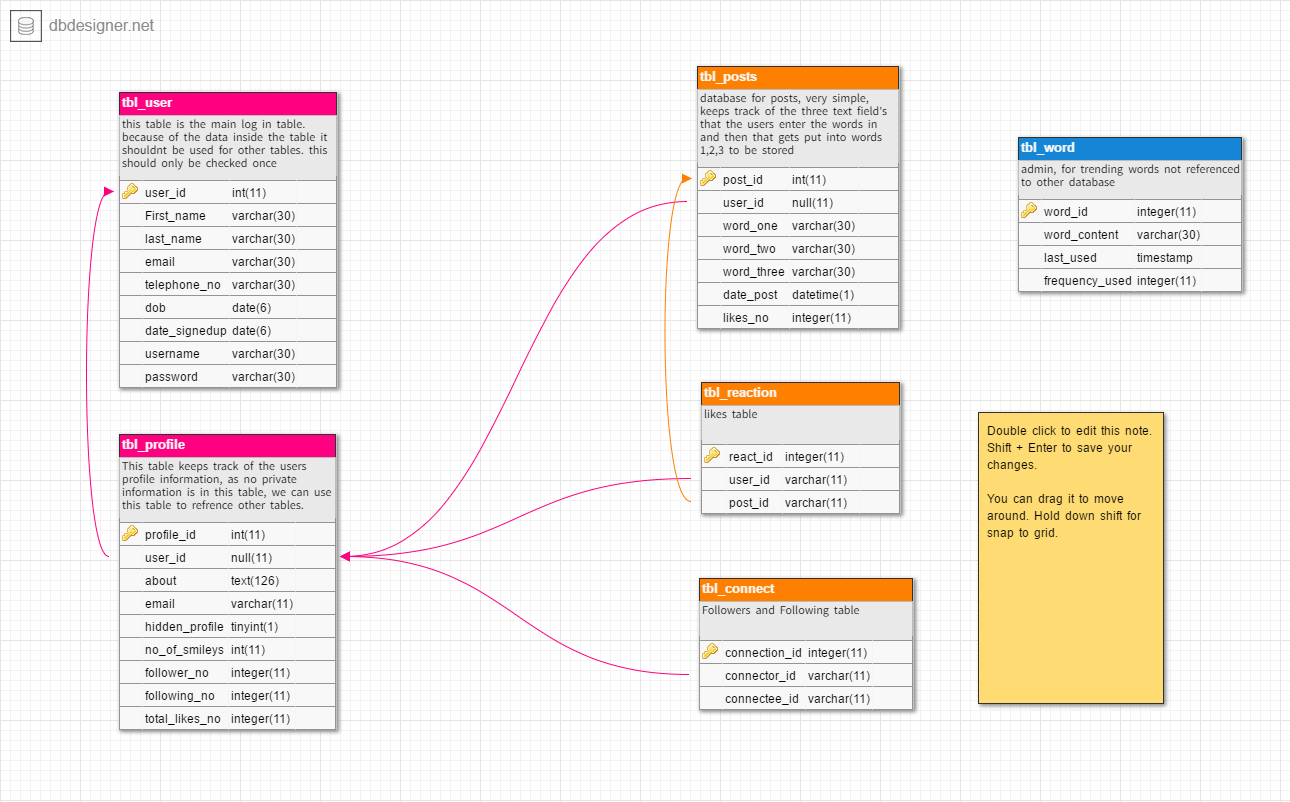 dbdesigner.net
tbl_user
this table is the main log in table.
because of the data inside the table it
shouldnt be used for other tables. this
should only be checked once
user_id int(11)
First_name varchar(30)
last_name varchar(30)
email varchar(30)
telephone_no varchar(30)
dob date(6)
date_signedup date(6)
username varchar(30)
password varchar(30)
tbl_profile
This table keeps track of the users
profile information, as no private
information is in this table, we can use
this table to refrence other tables.
profile_id int(11)
user_id null(11)
about text(126)
email varchar(11)
hidden_profile tinyint(1)
no_of_smileys int(11)
follower_no integer(11)
following_no integer(11)
total_likes_no integer(11)
tbl_posts
database for posts, very simple,
keeps track of the three text field's
that the users enter the words in
and then that gets put into words
1,2,3 to be stored
post_id int(11)
user_id null(11)
word_one varchar(30)
word_two varchar(30)
word_three varchar(30)
date_post datetime(1)
likes_no integer(11)
tbl_reaction
likes table
react_id integer(11)
user_id varchar(11)
post_id varchar(11)
tbl_connect
Followers and Following table
connection_id integer(11)
connector_id varchar(11)
connectee_id varchar(11)
tbl_word
admin, for trending words not referenced
to other database
word_id integer(11)
word_content varchar(30)
last_used timestamp
frequency_used integer(11)
Double click to edit this note.
Shift + Enter to save your
changes.
You can drag it to move
around. Hold down shift for
snap to grid.